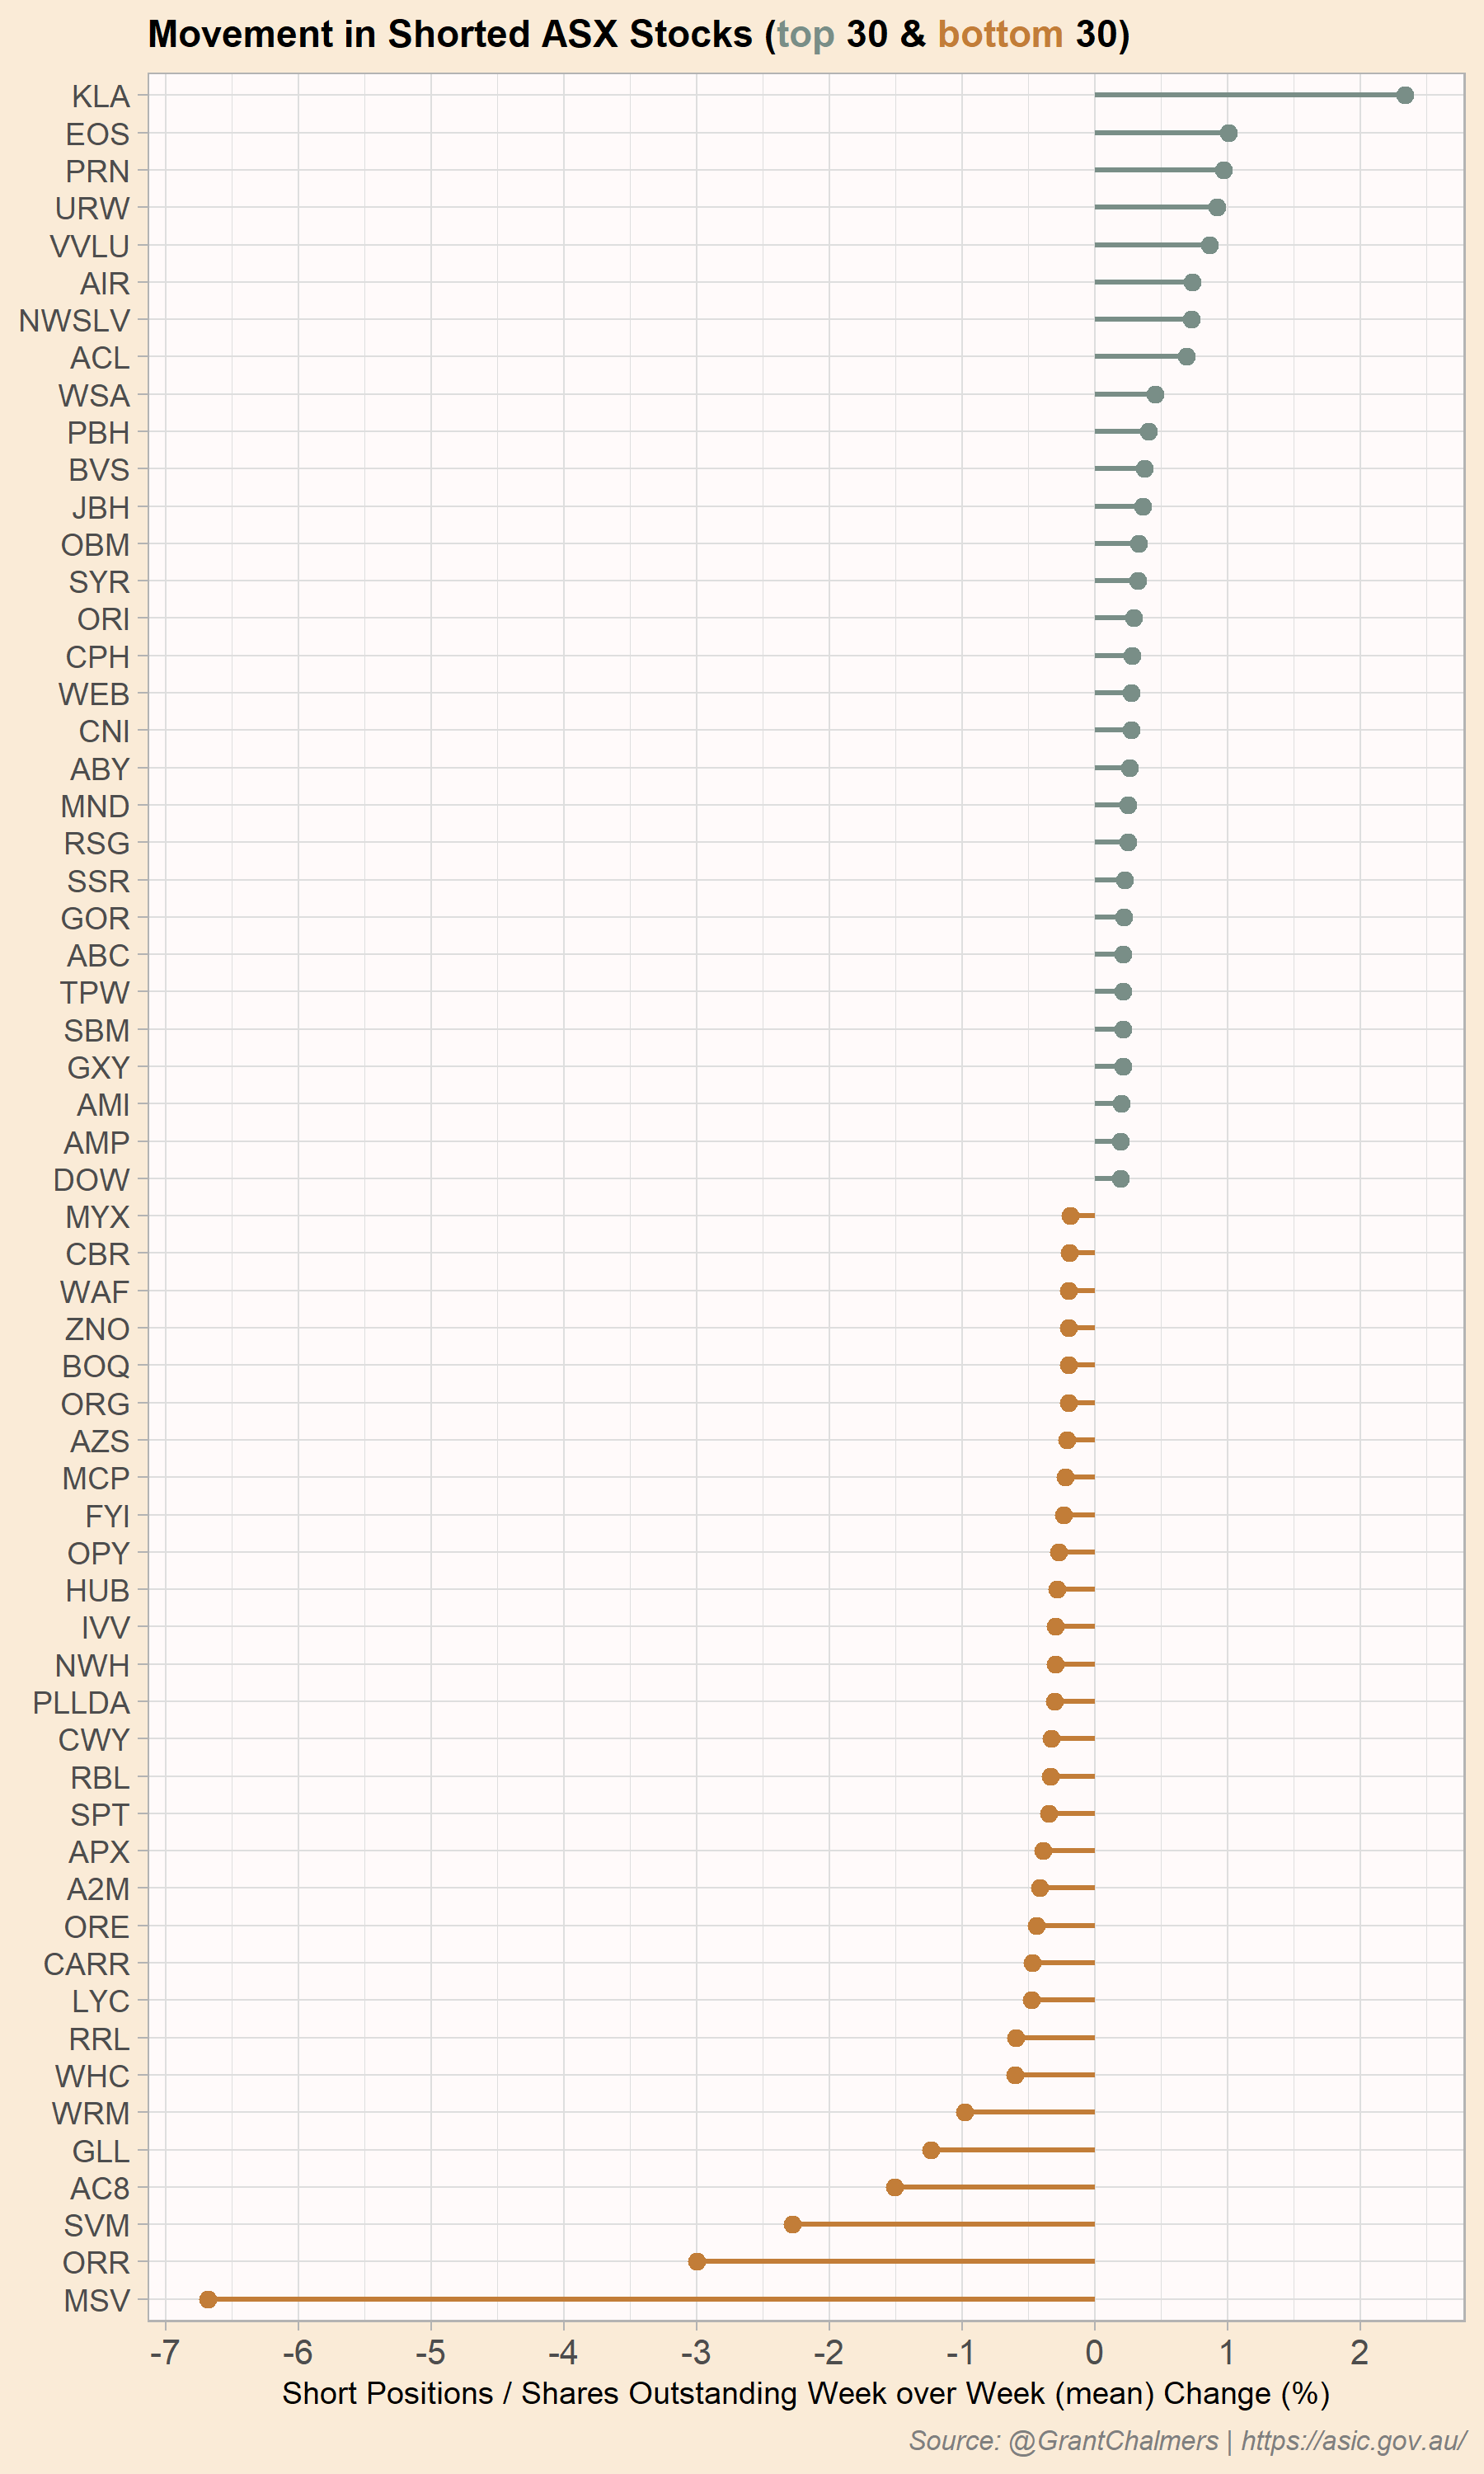 Movement in Shorted ASX Stocks (top 30 & bottom 30)
KLA
EOS
PRN
URW
VVLU
AIR
NWSLV
ACL
WSA
PBH
BVS
JBH
OBM
SYR
ORI
CPH
WEB
CNI
ABY
MND
RSG
SSR
GOR
ABC
TPW
SBM
GXY
AMI
AMP
DOW
MYX
CBR
WAF
ZNO
BOQ
ORG
AZS
MCP
FYI
OPY
HUB
IVV
NWH
PLLDA
CWY
RBL
SPT
APX
A2M
ORE
CARR
LYC
RRL
WHC
WRM
GLL
AC8
SVM
ORR
MSV
-7 -6 -5 -4 -3 -2 -1 0 1 2
Short Positions / Shares Outstanding Week over Week (mean) Change (%)
Source: @GrantChalmers | https://asic.gov.au/